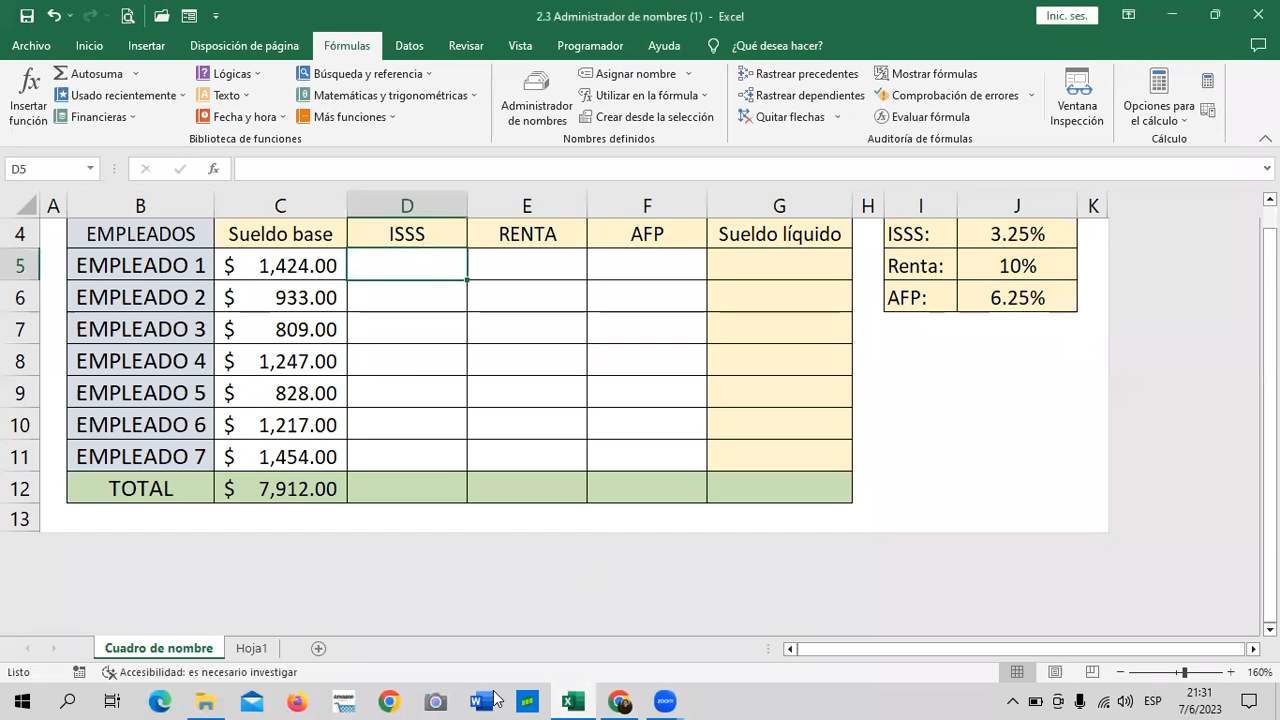 2.3 Administrador de nombres (1) - Excel
Inic. ses.
Archivo Inicio Insertar Disposición de página Fórmulas Datos Revisar Vista Programador Ayuda ¿Qué desea hacer?
Insertar función
Autosuma
Usado recientemente
Financieras
Lógicas
Texto
Fecha y hora
Búsqueda y referencia
Matemáticas y trigonométricas
Más funciones
Biblioteca de funciones
Administrador de nombres
Asignar nombre
Utilizar en la fórmula
Crear desde la selección
Nombres definidos
Rastrear precedentes
Rastrear dependientes
Quitar flechas
Mostrar fórmulas
Comprobación de errores
Evaluar fórmula
Auditoría de fórmulas
Ventana Inspección
Opciones para el cálculo
Cálculo
D5
A B C D E F G H I J K
4 EMPLEADOS Sueldo base ISSS RENTA AFP Sueldo líquido ISSS: 3.25%
5 EMPLEADO 1 $ 1,424.00 Renta: 10%
6 EMPLEADO 2 $ 933.00 AFP: 6.25%
7 EMPLEADO 3 $ 809.00
8 EMPLEADO 4 $ 1,247.00
9 EMPLEADO 5 $ 828.00
10 EMPLEADO 6 $ 1,217.00
11 EMPLEADO 7 $ 1,454.00
12 TOTAL $ 7,912.00
13
Cuadro de nombre Hoja1
Listo Accesibilidad: es necesario investigar 160%
zoom ESP 21:31
7/6/2023